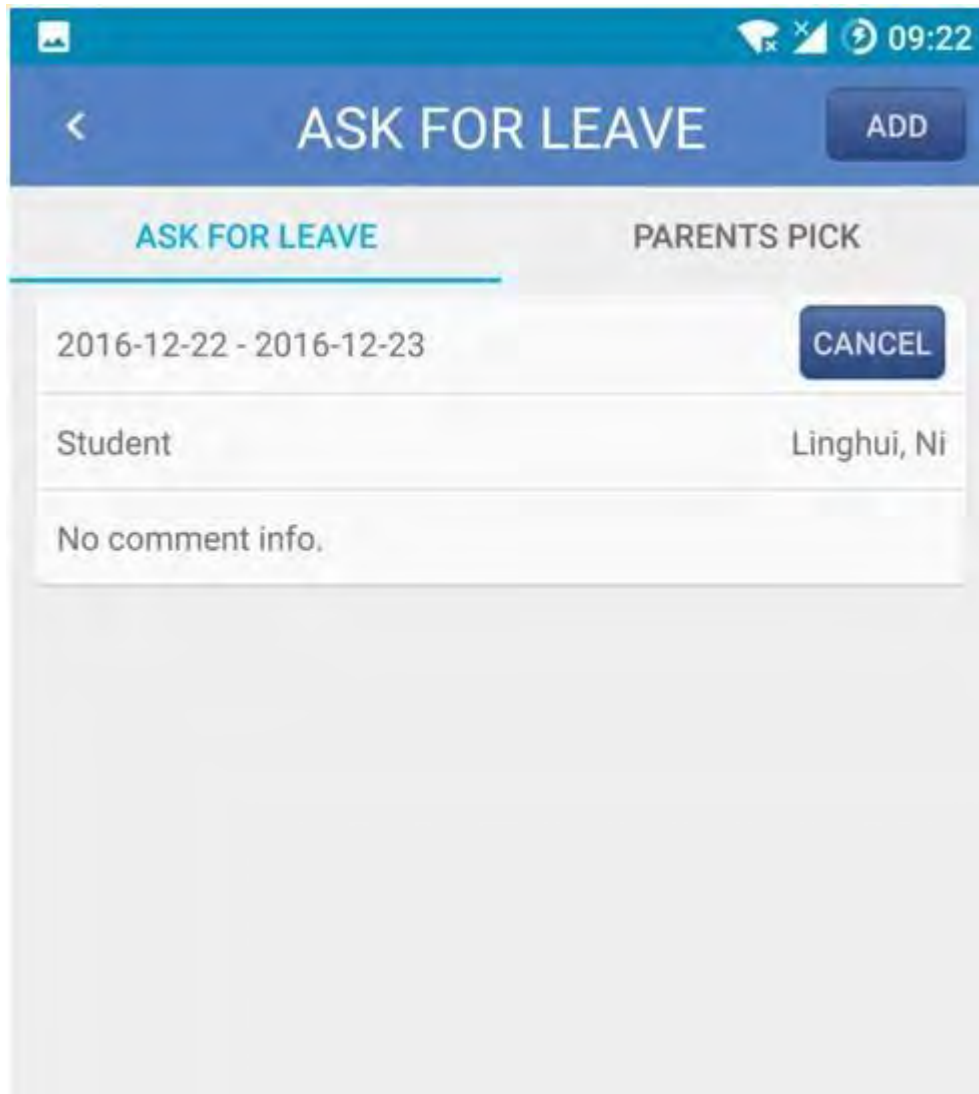 09:22
ASK FOR LEAVE ADD
ASK FOR LEAVE PARENTS PICK
2016-12-22 - 2016-12-23 CANCEL
Student Linghui, Ni
No comment info.